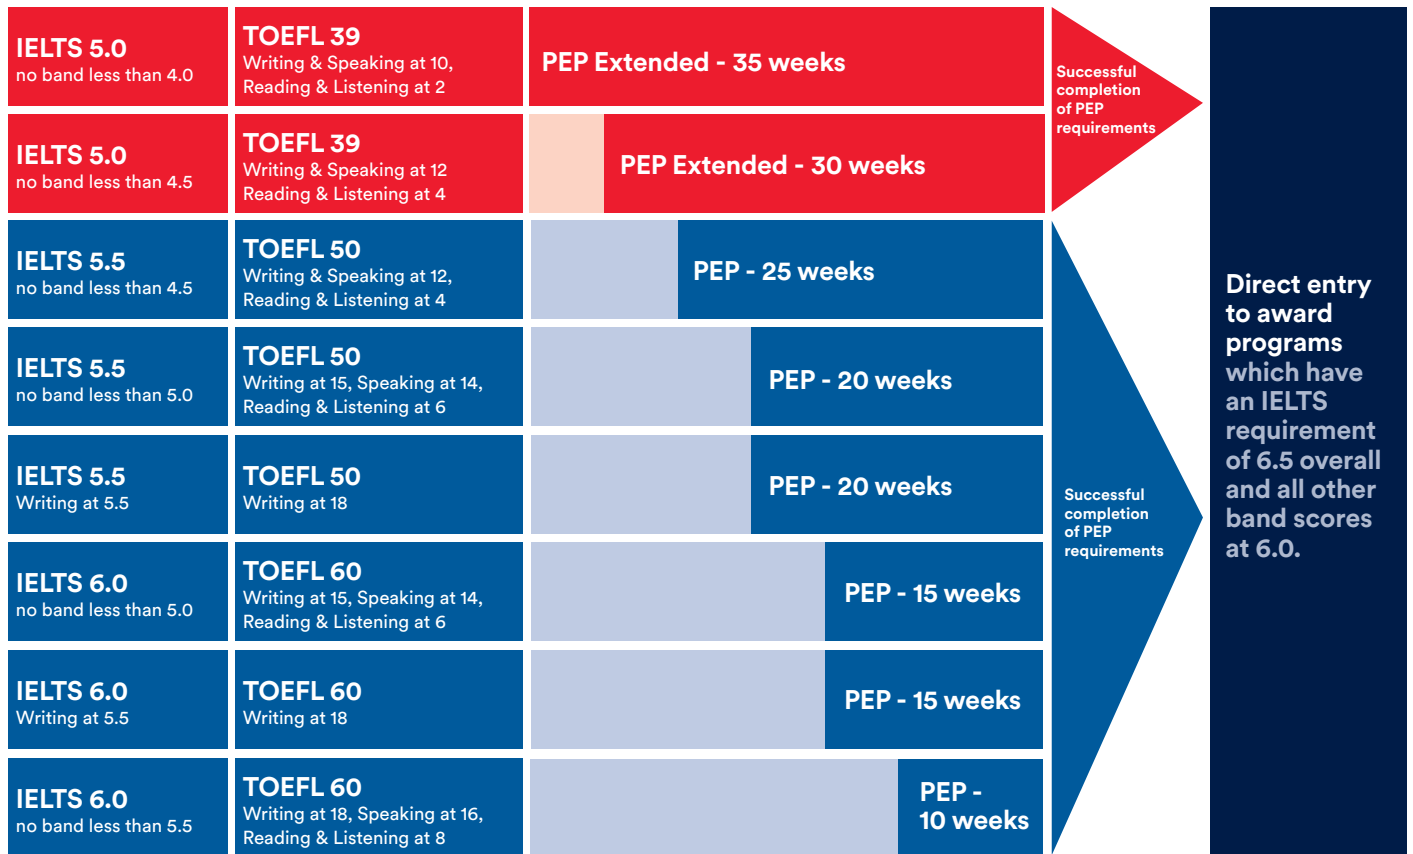 IELTS 5.0
no band less than 4.0
TOEFL 39
Writing & Speaking at 10,
Reading & Listening at 2
PEP Extended - 35 weeks
Successful
completion
of PEP
requirements
IELTS 5.0
no band less than 4.5
TOEFL 39
Writing & Speaking at 12
Reading & Listening at 4
PEP Extended - 30 weeks
IELTS 5.5
no band less than 4.5
TOEFL 50
Writing & Speaking at 12,
Reading & Listening at 4
PEP - 25 weeks
IELTS 5.5
no band less than 5.0
TOEFL 50
Writing at 15, Speaking at 14,
Reading & Listening at 6
PEP - 20 weeks
IELTS 5.5
Writing at 5.5
TOEFL 50
Writing at 18
PEP - 20 weeks
IELTS 6.0
no band less than 5.0
TOEFL 60
Writing at 15, Speaking at 14,
Reading & Listening at 6
PEP - 15 weeks
IELTS 6.0
Writing at 5.5
TOEFL 60
Writing at 18
PEP - 15 weeks
IELTS 6.0
no band less than 5.5
TOEFL 60
Writing at 18, Speaking at 16,
Reading & Listening at 8
PEP -
10 weeks
Successful
completion
of PEP
requirements
Direct entry
to award
programs
which have
an IELTS
requirement
of 6.5 overall
and all other
band scores
at 6.0.